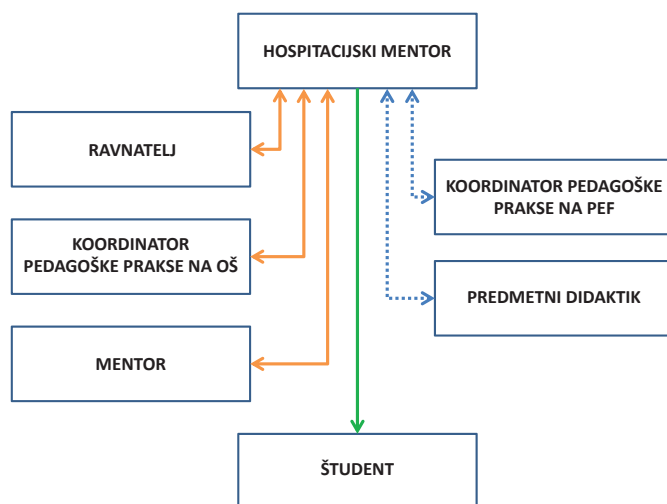 HOSPITACIJSKI MENTOR
RAVNATELJ
KOORDINATOR
PEDAGOŠKE PRAKSE NA OŠ
MENTOR
KOORDINATOR PEDAGOŠKE
PRAKSE NA PEF
PREDMETNI DIDAKTIK
ŠTUDENT